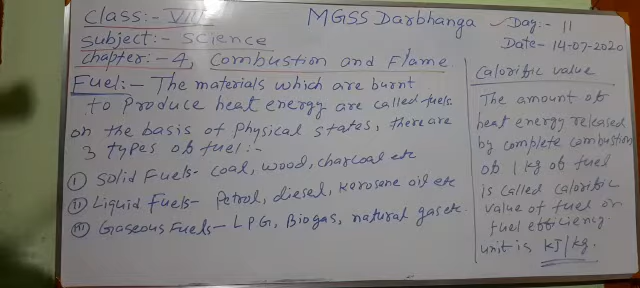 Class:- VIII
MGSS Darbhanga
Day:- 11
Subject:- Science
Date- 14-07-2020
Chapter:- 4, Combustion and Flame
Fuel:- The materials which are burnt
to produce heat energy are called fuels.
on the basis of physical states, there are
3 types of fuel:-
(i) Solid Fuels- coal, wood, charcoal etc
(ii) Liquid Fuels- Petrol, diesel, kerosene oil etc
(iii) Gaseous Fuels- LPG, Biogas, natural gas etc.
Calorific value
The amount of
heat energy released
by complete combustion
of 1 kg of fuel
is called calorific
value of fuel or
fuel efficiency.
unit is KJ/kg.